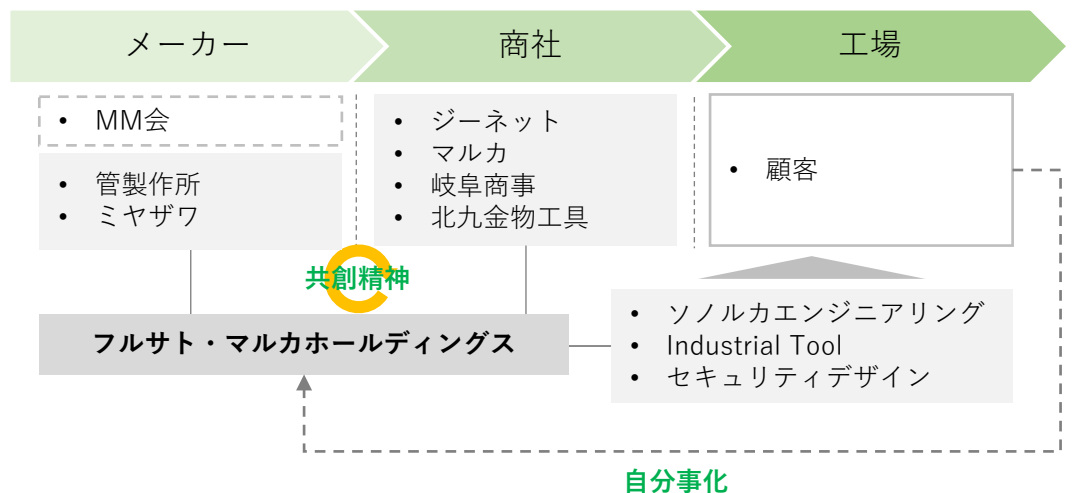 メーカー
商社
工場
• MM会
• 管製作所
• ミヤザワ
• ジーネット
• マルカ
• 岐阜商事
• 北九金物工具
• 顧客
共創精神
フルサト・マルカホールディングス
• ソノルカエンジニアリング
• Industrial Tool
• セキュリティデザイン
自分事化